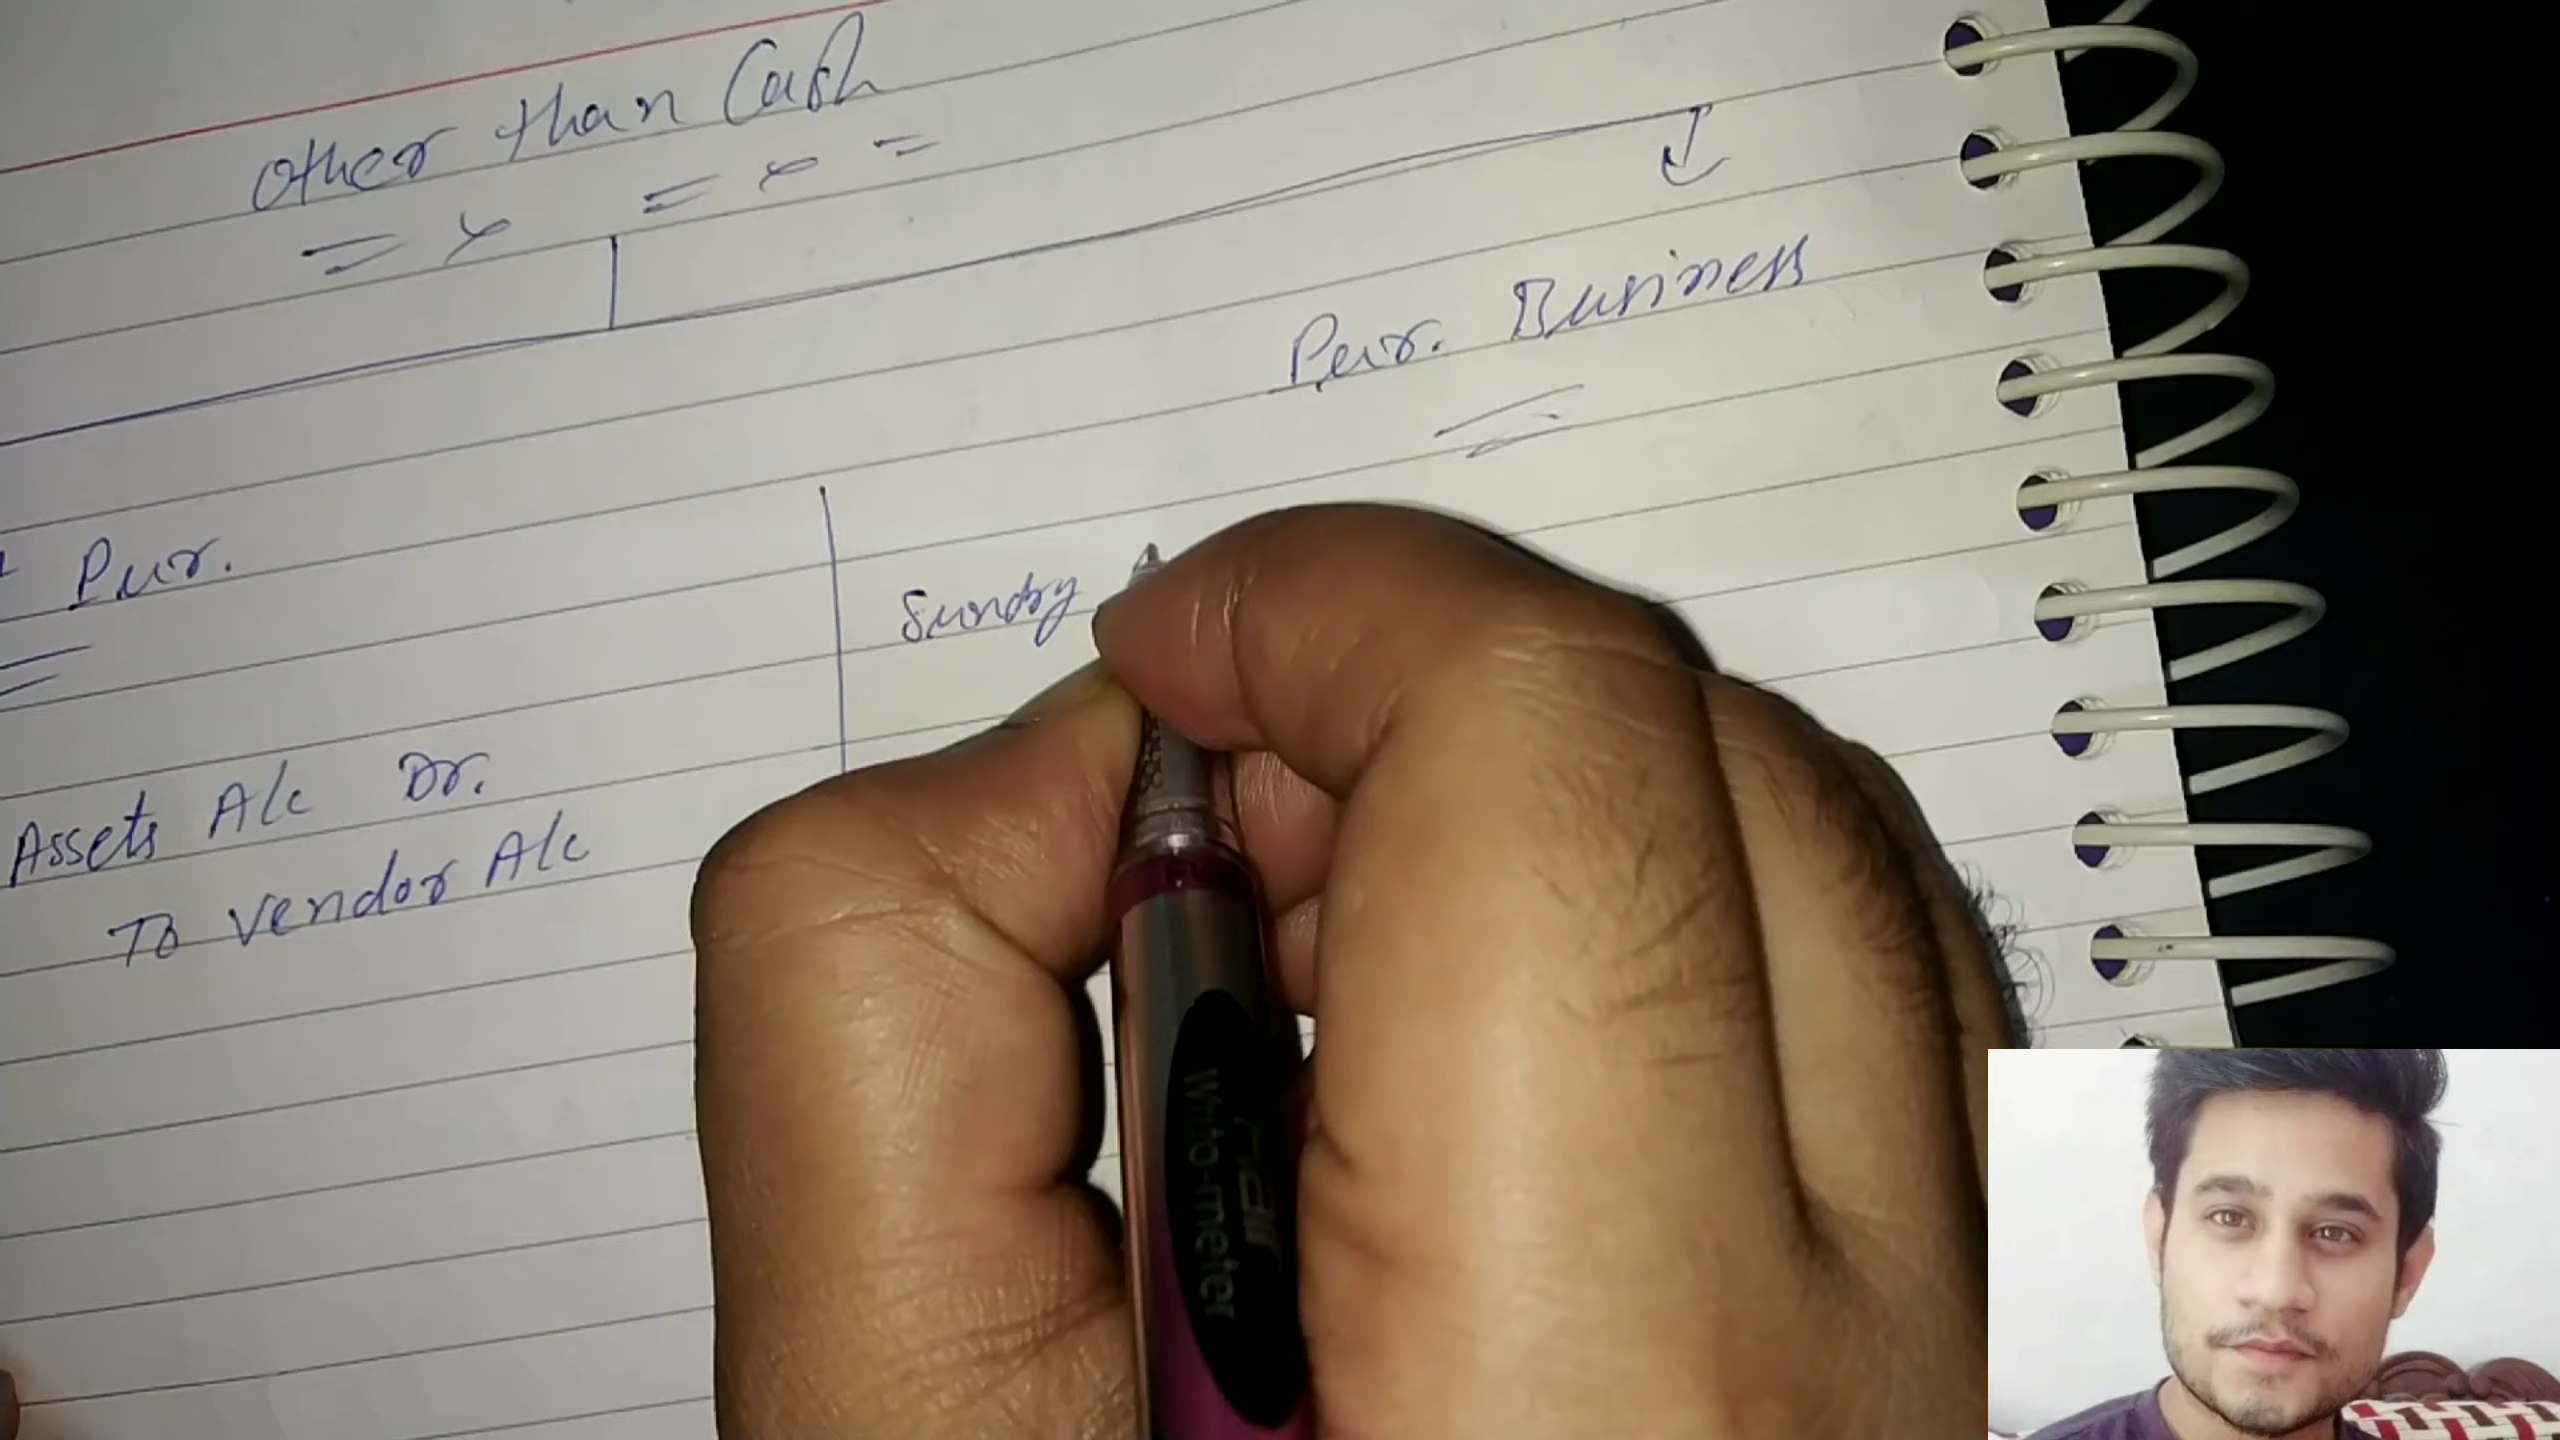 Other than Cash
Pur. Business
Pur.
Sundry
Assets A/c Dr.
To Vendor A/c
Write-o-meter